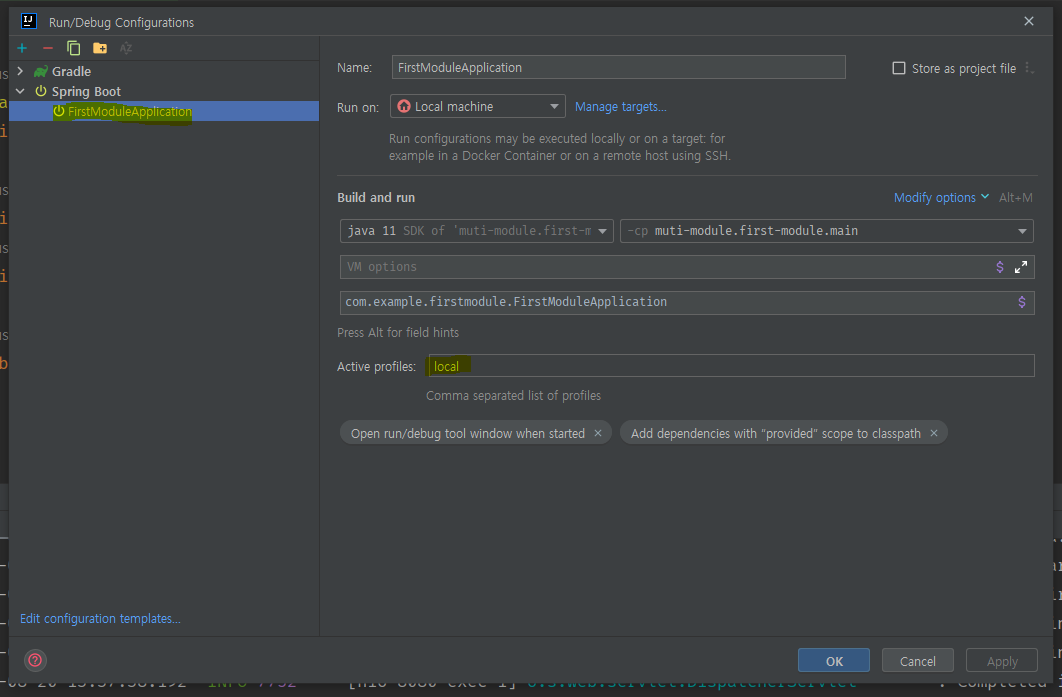 Run/Debug Configurations
Gradle
Spring Boot
FirstModuleApplication
Edit configuration templates...
Name: FirstModuleApplication Store as project file
Run on: Local machine Manage targets...
Run configurations may be executed locally or on a target: for
example in a Docker Container or on a remote host using SSH.
Build and run Modify options Alt+M
java 11 SDK of 'muti-module.first-m -cp muti-module.first-module.main
VM options
com.example.firstmodule.FirstModuleApplication
Press Alt for field hints
Active profiles: local
Comma separated list of profiles
Open run/debug tool window when started × Add dependencies with "provided" scope to classpath ×
OK Cancel Apply